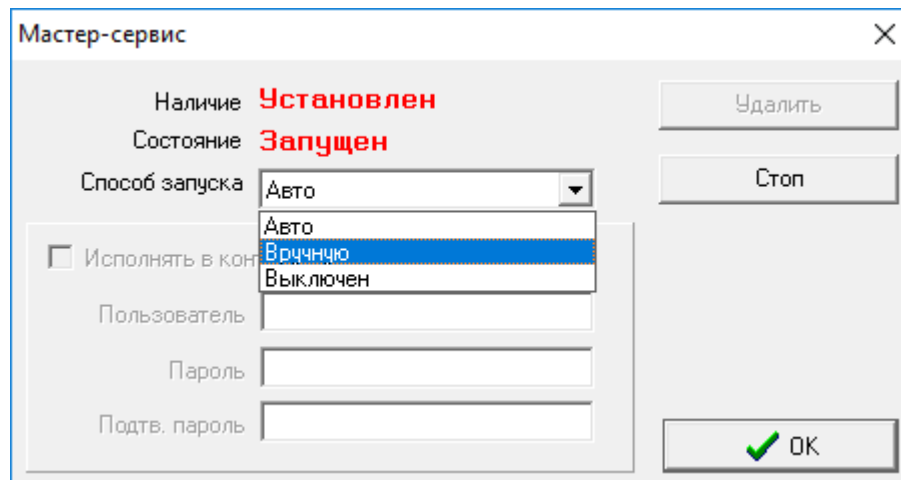 Мастер-сервис
Наличие Установлен Удалить
Состояние Запущен
Способ запуска Авто Стоп
Авто
Вручную
Исполнять в
Выключен
Пользователь
Пароль
Подтв. пароль
OK